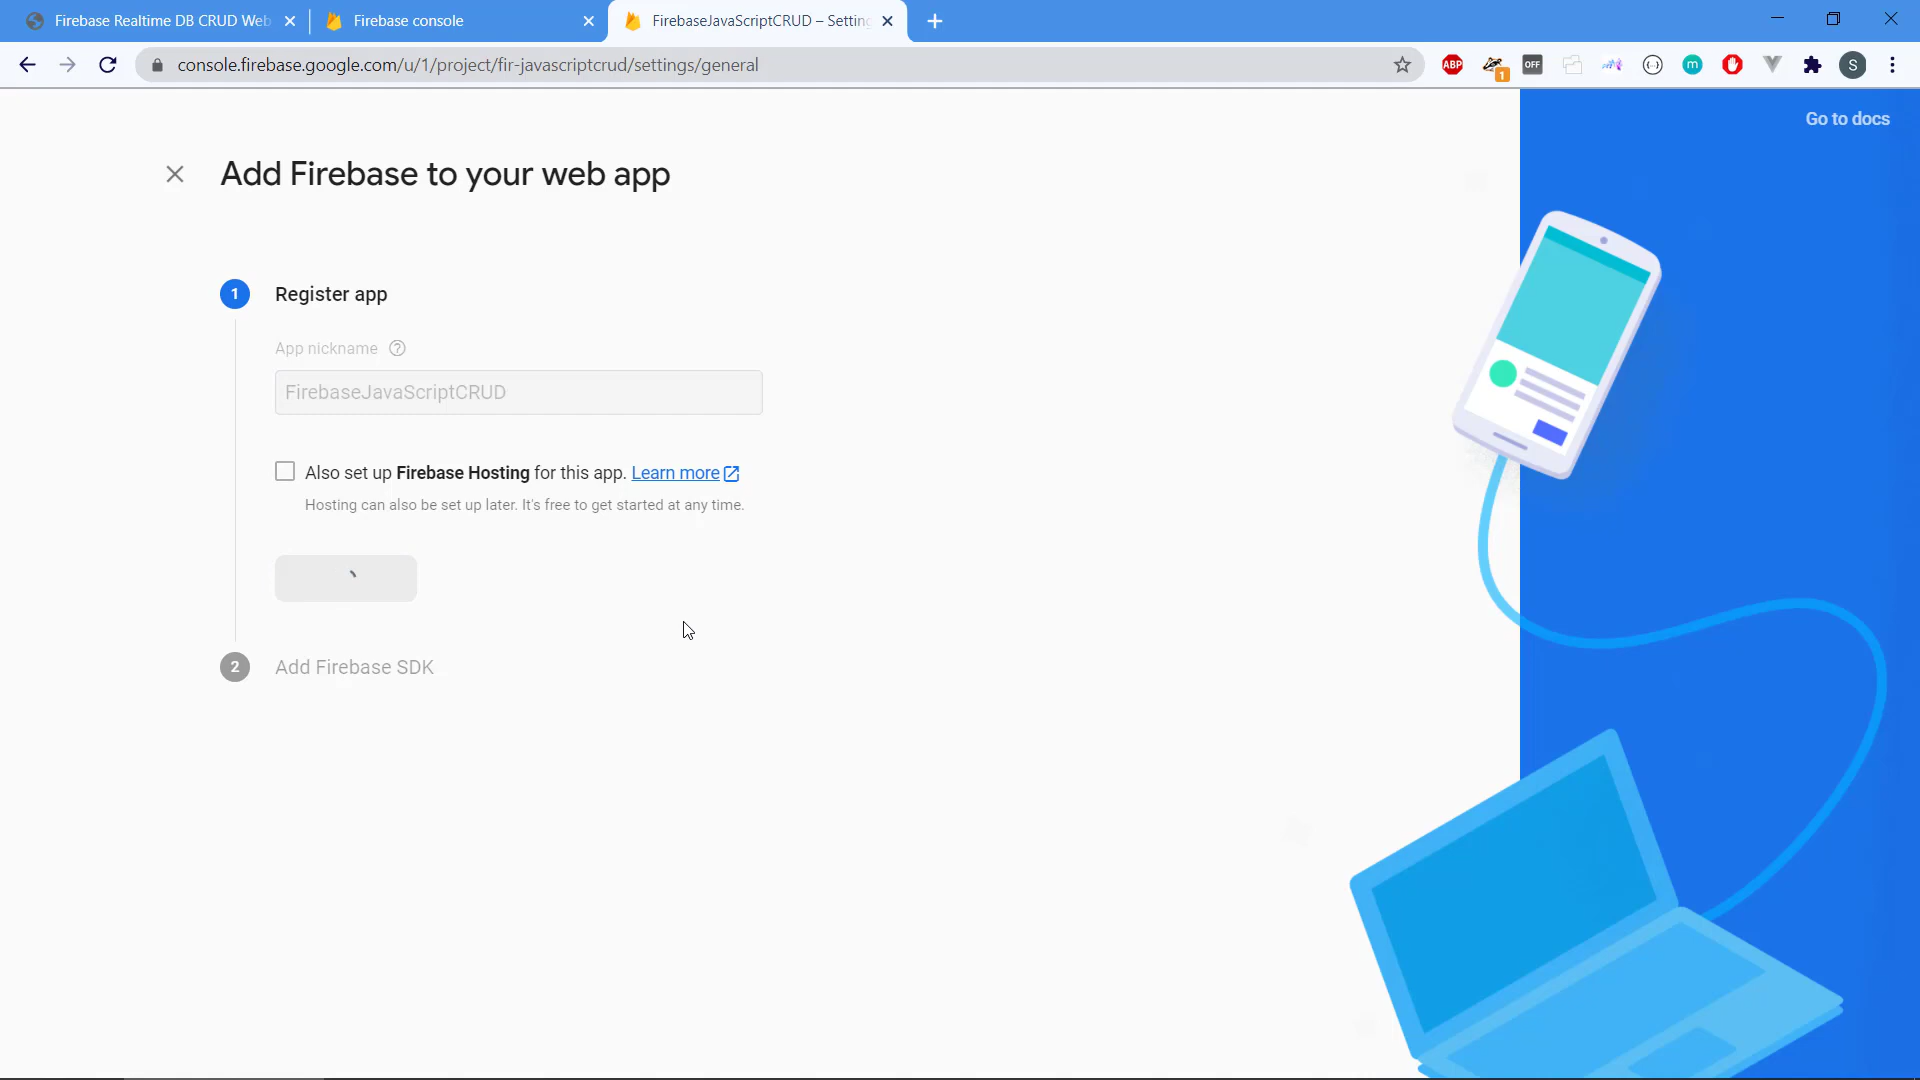 Firebase Realtime DB CRUD Web
Firebase console
FirebaseJavaScriptCRUD – Settin
console.firebase.google.com/u/1/project/fir-javascriptcrud/settings/general
ABP
1
OFF
m
S
Go to docs
Add Firebase to your web app
1 Register app
App nickname
FirebaseJavaScriptCRUD
Also set up Firebase Hosting for this app. Learn more
Hosting can also be set up later. It's free to get started at any time.
2 Add Firebase SDK